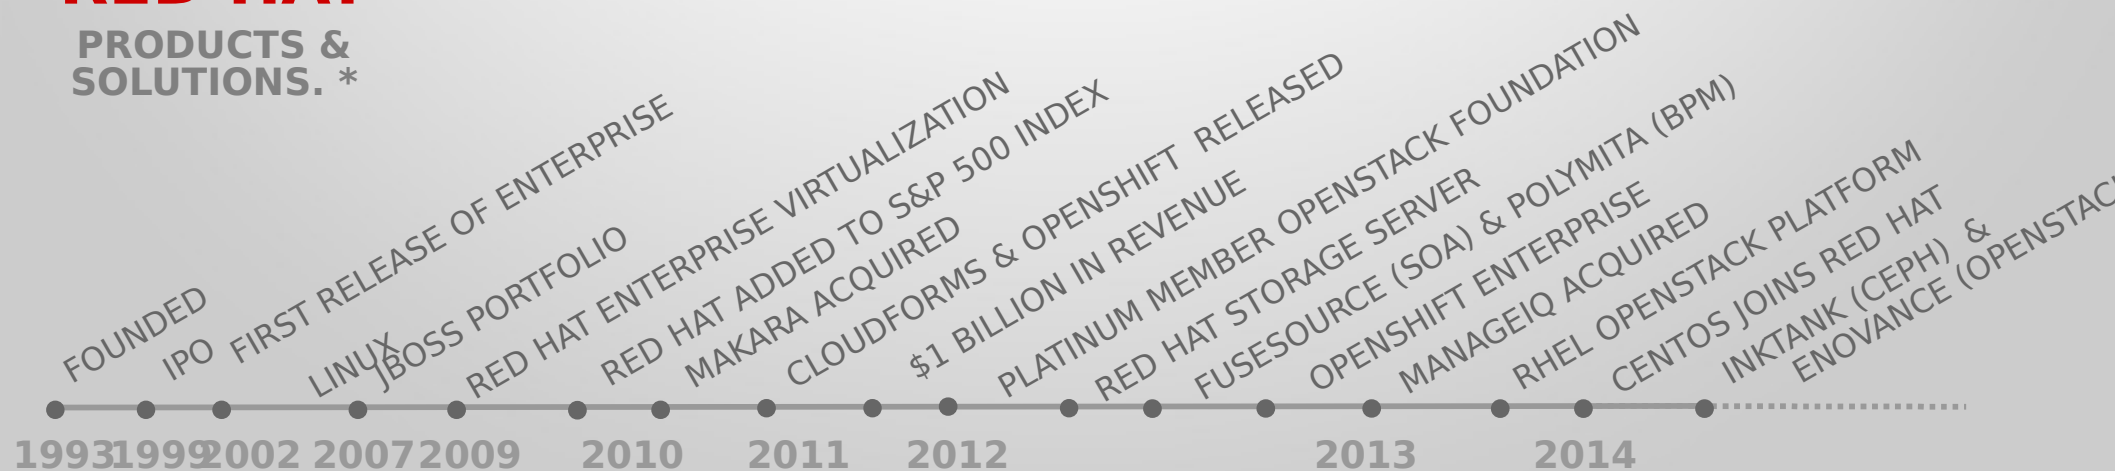 RED HAT
PRODUCTS &
SOLUTIONS. *
FOUNDED
IPO
FIRST RELEASE OF ENTERPRISE
LINUX
JBOSS PORTFOLIO
RED HAT ENTERPRISE VIRTUALIZATION
RED HAT ADDED TO S&P 500 INDEX
MAKARA ACQUIRED
CLOUDFORMS & OPENSHIFT RELEASED
$1 BILLION IN REVENUE
PLATINUM MEMBER OPENSTACK FOUNDATION
RED HAT STORAGE SERVER
FUSESOURCE (SOA) & POLYMITA (BPM)
OPENSHIFT ENTERPRISE
MANAGEIQ ACQUIRED
RHEL OPENSTACK PLATFORM
CENTOS JOINS RED HAT
INKTANK (CEPH) &
ENOVANCE (OPENSTAC
1993 1999 2002 2007 2009 2010 2011 2012 2013 2014